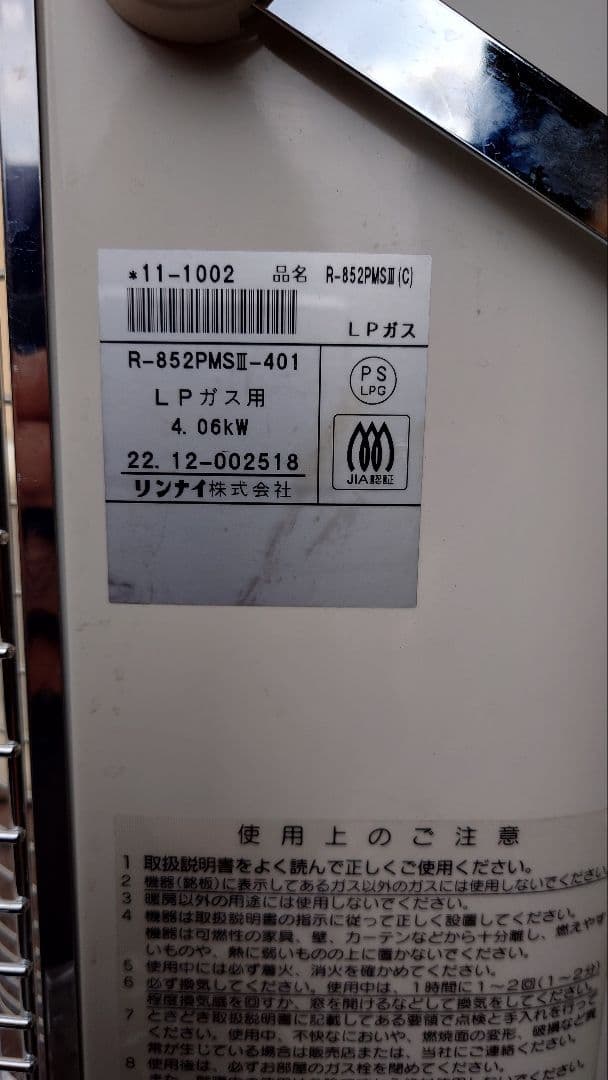 *11-1002 品名 R-852PMSⅢ(C)
LPガス
R-852PMSⅢ-401
LPガス用
4.06kW
22.12-002518
リンナイ株式会社
PS
LPG
JIA認証
使用上のご注意
1 取扱説明書をよく読んで正しくご使用ください。
2 機器(銘板)に表示してあるガス以外のガスには使用しないでください。
3 暖房以外の用途には使用しないでください。
4 機器は取扱説明書の指示に従って正しく設置してください。
機器は可燃性の家具、壁、カーテンなどから十分離し、燃えやす
いものや、熱に弱いものの上に置かないでください。
5 使用中には必ず着火、消火を確かめてください。
6 必ず換気してください。使用中は、1時間に1~2回(1~2分)
程度換気扇を回すか、窓を開けるなどして換気をしてください。
7 ときどき取扱説明書に記載してある要領で点検と手入れを行って
ください。使用中、不快なにおいや、燃焼面の変形、破損など異
常が生じている場合は販売店または、当社にご連絡ください。
8 使用後は、必ずお部屋のガス栓を閉めてください。